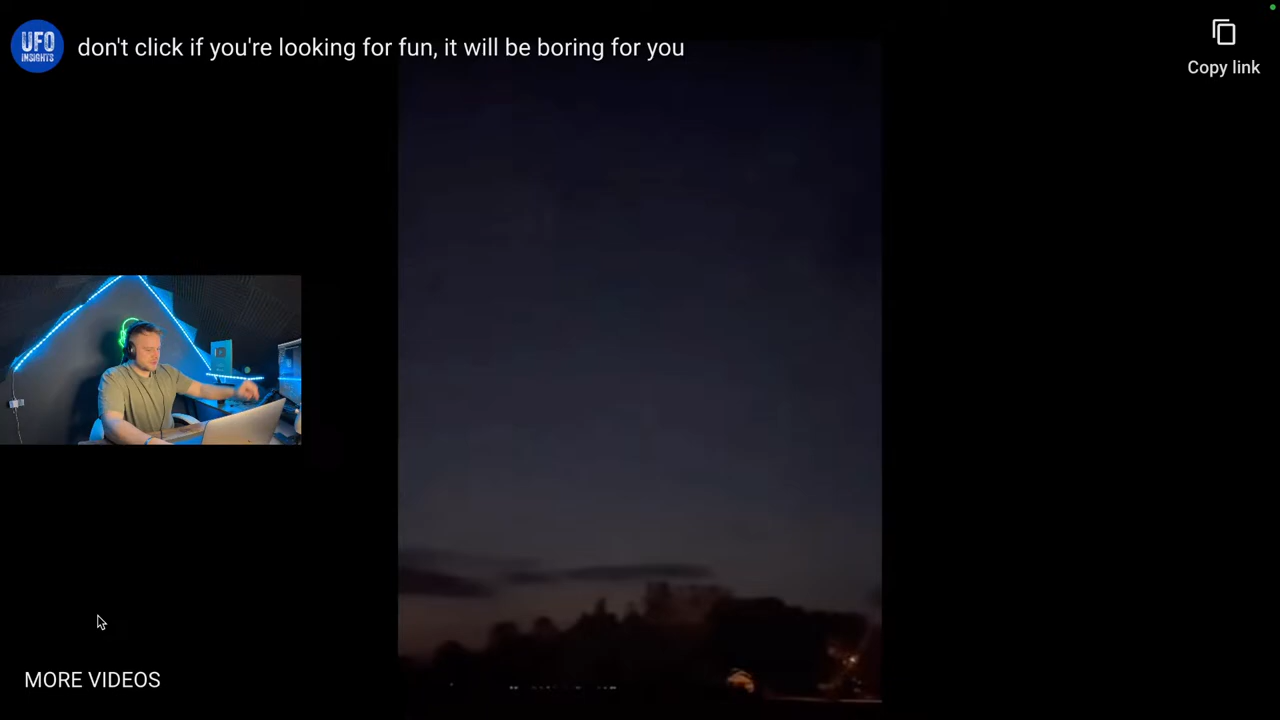 UFO
INSIGHTS
don't click if you're looking for fun, it will be boring for you
Copy link
MORE VIDEOS